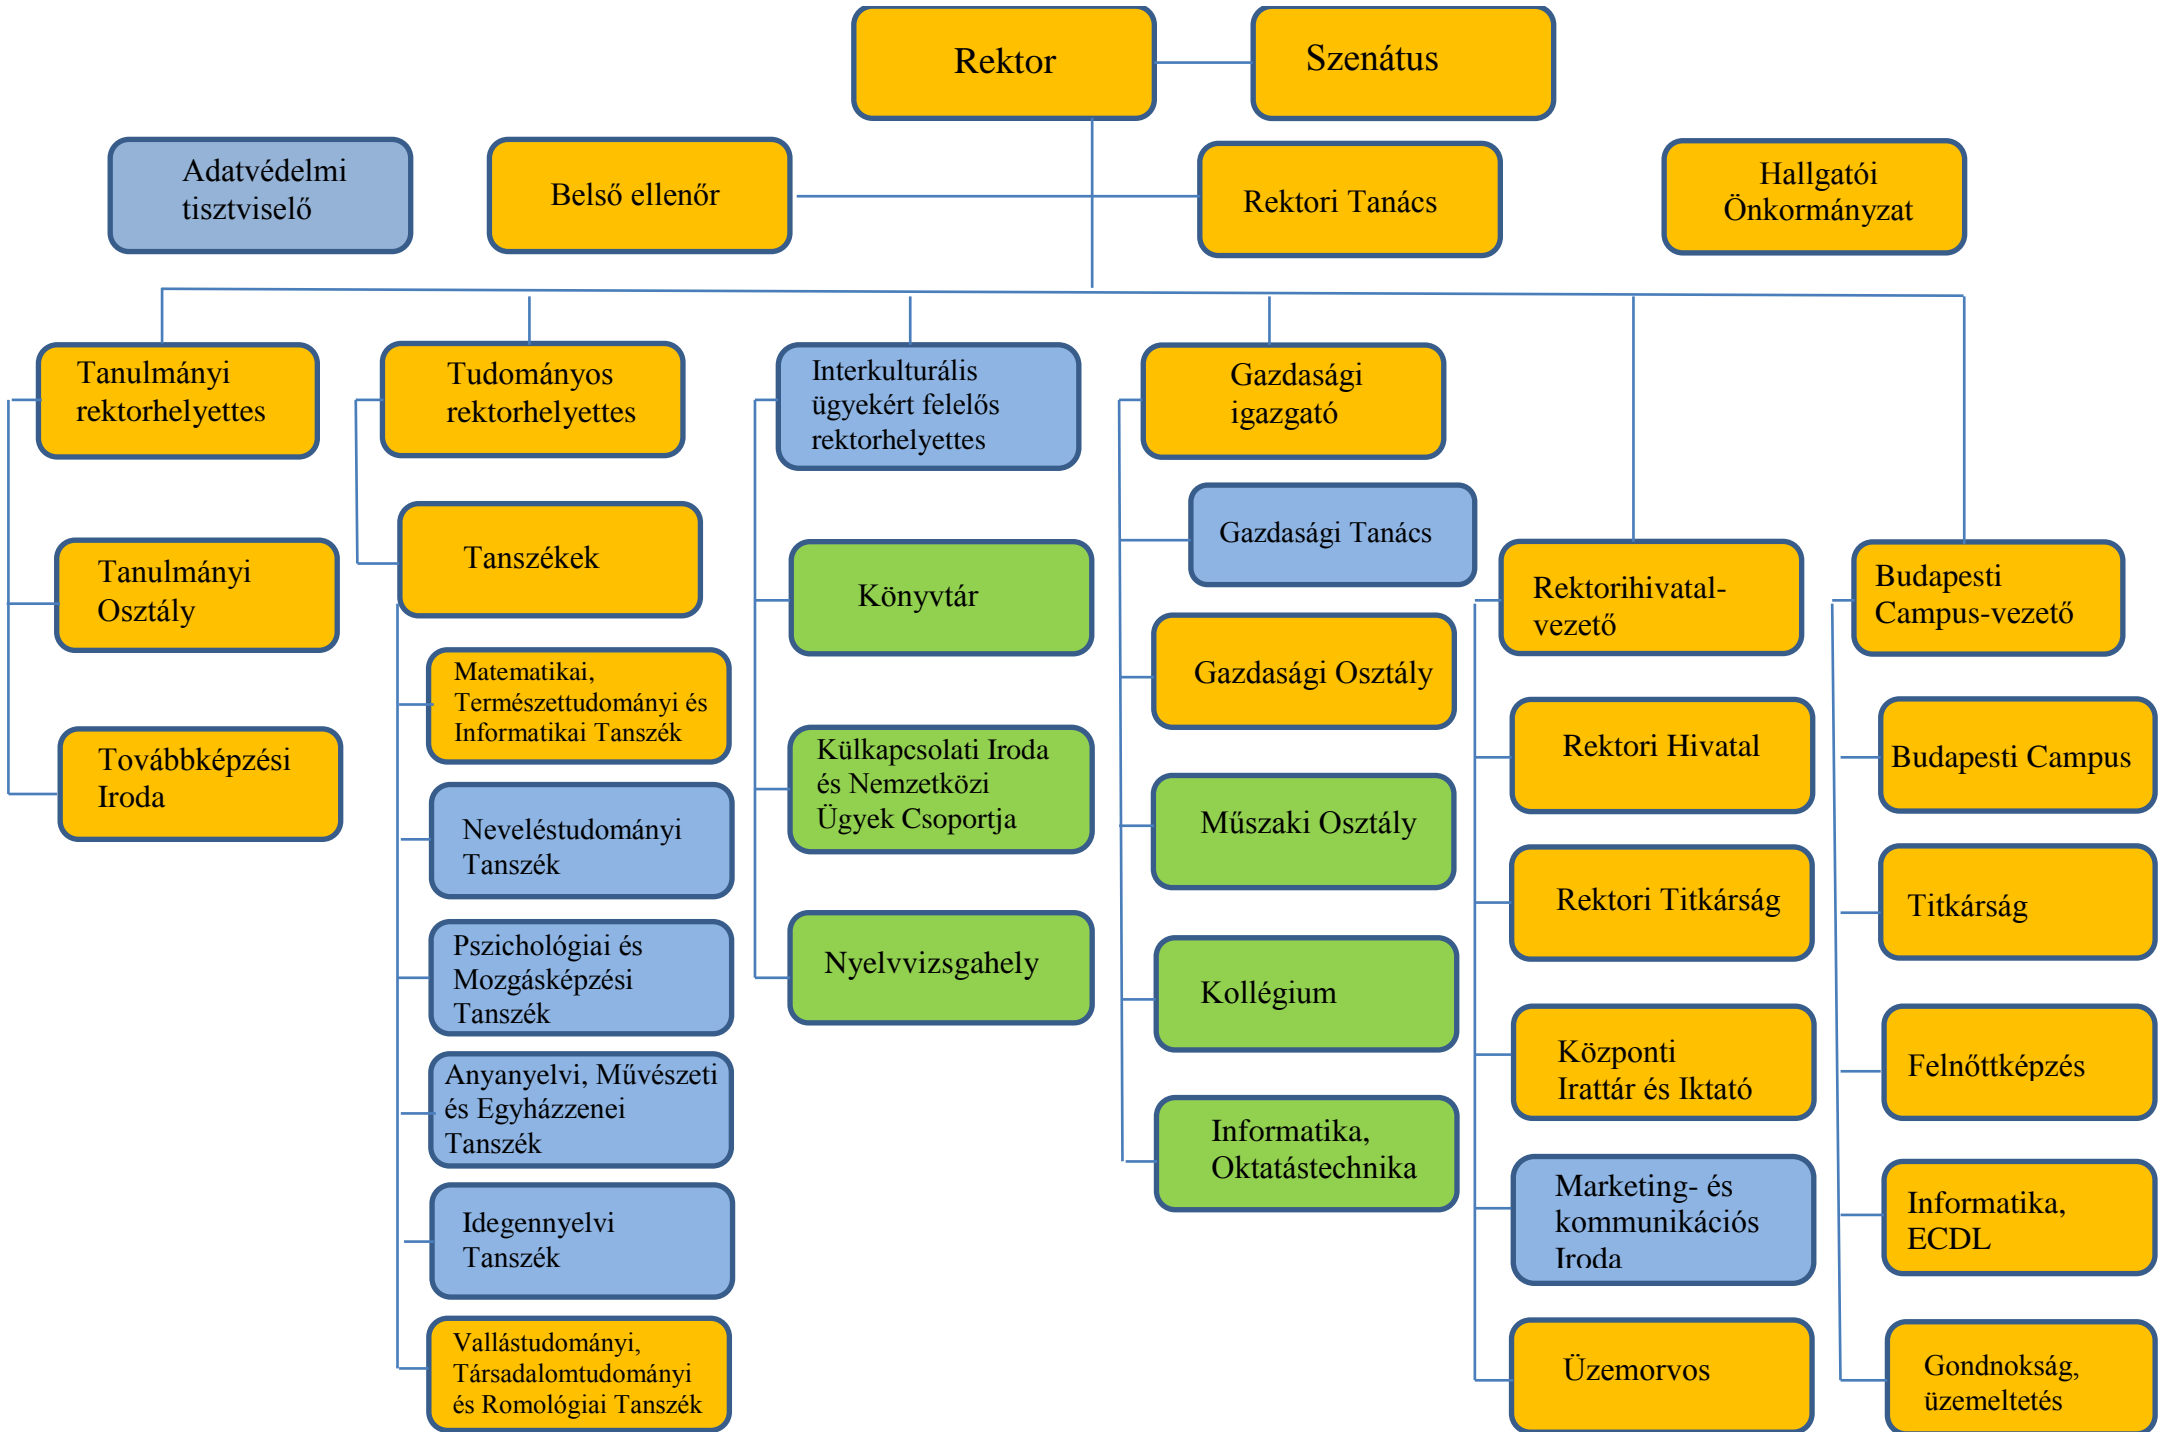 Rektor
Szenátus
Adatvédelmi
tisztviselő
Belső ellenőr
Rektori Tanács
Hallgatói
Önkormányzat
Tanulmányi
rektorhelyettes
Tudományos
rektorhelyettes
Interkulturális
ügyekért felelős
rektorhelyettes
Gazdasági
igazgató
Tanulmányi
Osztály
Továbbképzési
Iroda
Tanszékek
Matematikai,
Természettudományi és
Informatikai Tanszék
Neveléstudományi
Tanszék
Pszichológiai és
Mozgásképzési
Tanszék
Anyanyelvi, Művészeti
és Egyházzenei
Tanszék
Idegennyelvi
Tanszék
Vallástudományi,
Társadalomtudományi
és Romológiai Tanszék
Könyvtár
Külkapcsolati Iroda
és Nemzetközi
Ügyek Csoportja
Nyelvvizsgahely
Gazdasági Tanács
Gazdasági Osztály
Műszaki Osztály
Kollégium
Informatika,
Oktatástechnika
Rektorihivatal-
vezető
Rektori Hivatal
Rektori Titkárság
Központi
Irattár és Iktató
Marketing- és
kommunikációs
Iroda
Üzemorvos
Budapesti
Campus-vezető
Budapesti Campus
Titkárság
Felnőttképzés
Informatika,
ECDL
Gondnokság,
üzemeltetés